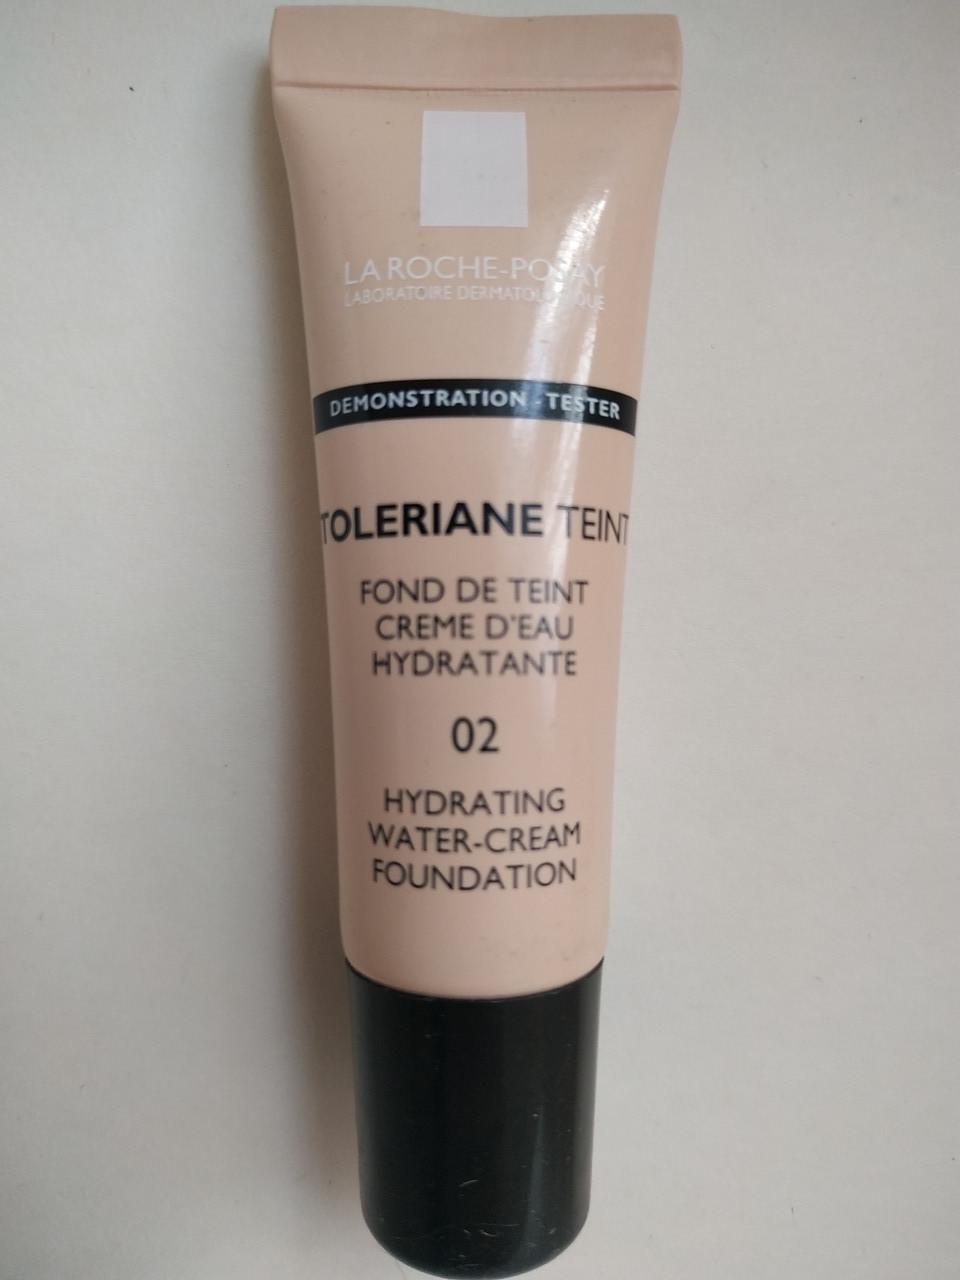 LA ROCHE-POSAY
LABORATOIRE DERMATOLOGIQUE
DEMONSTRATION - TESTER
TOLERIANE TEINT
FOND DE TEINT
CREME D'EAU
HYDRATANTE
02
HYDRATING
WATER-CREAM
FOUNDATION